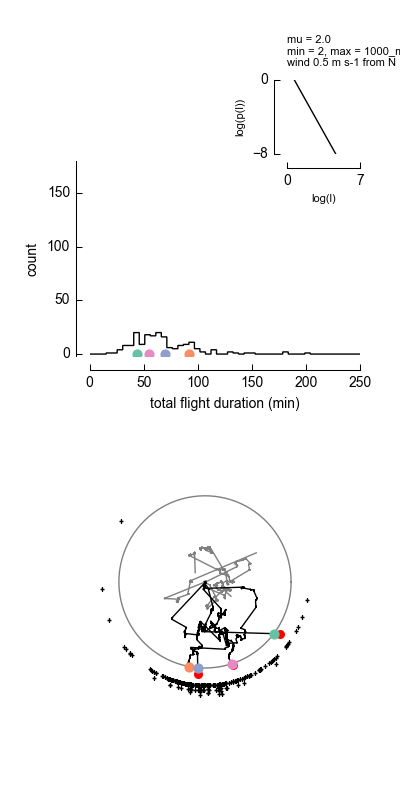 mu = 2.0
min = 2, max = 1000_m
wind 0.5 m s-1 from N
0
−8
log(p(l))
0 7
log(l)
150
100
50
0
count
0 50 100 150 200 250
total flight duration (min)